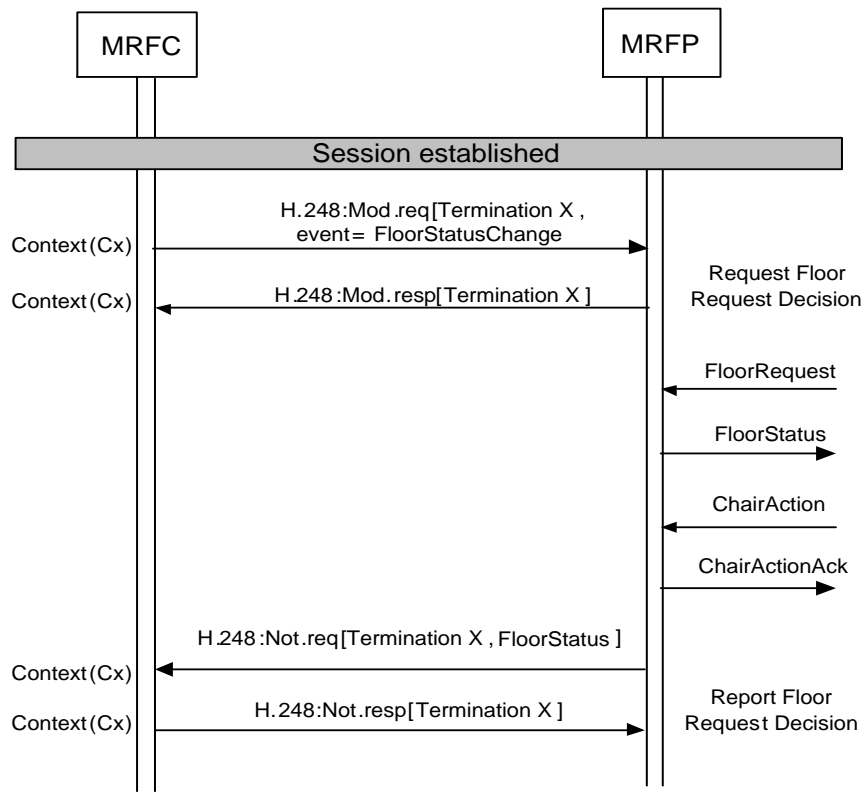 MRFC
MRFP
Session established
H.248:Mod.req[Termination X ,
event= FloorStatusChange
Context(Cx)
H.248:Mod.resp[Termination X ]
Context(Cx)
Request Floor
Request Decision
FloorRequest
FloorStatus
ChairAction
ChairActionAck
H.248:Not.req[Termination X , FloorStatus ]
Context(Cx)
H.248:Not.resp[Termination X ]
Context(Cx)
Report Floor
Request Decision